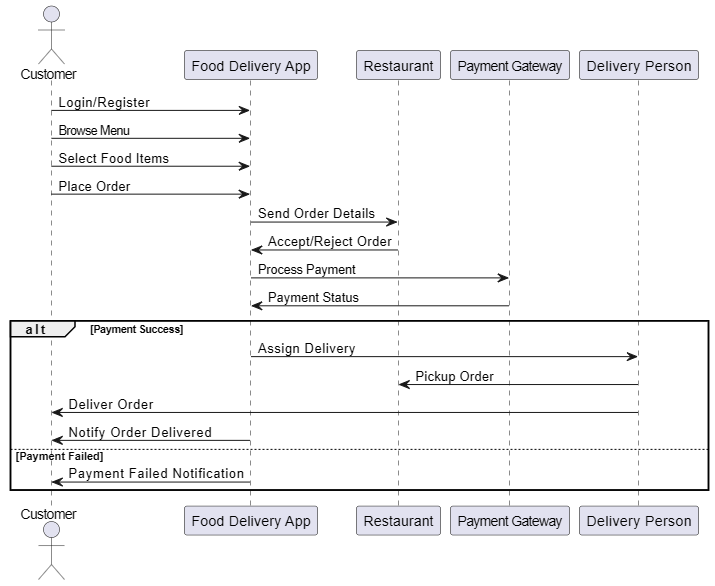 Customer
Food Delivery App
Restaurant
Payment Gateway
Delivery Person
Login/Register
Browse Menu
Select Food Items
Place Order
Send Order Details
Accept/Reject Order
Process Payment
Payment Status
alt [Payment Success]
Assign Delivery
Pickup Order
Deliver Order
Notify Order Delivered
[Payment Failed]
Payment Failed Notification
Customer
Food Delivery App
Restaurant
Payment Gateway
Delivery Person